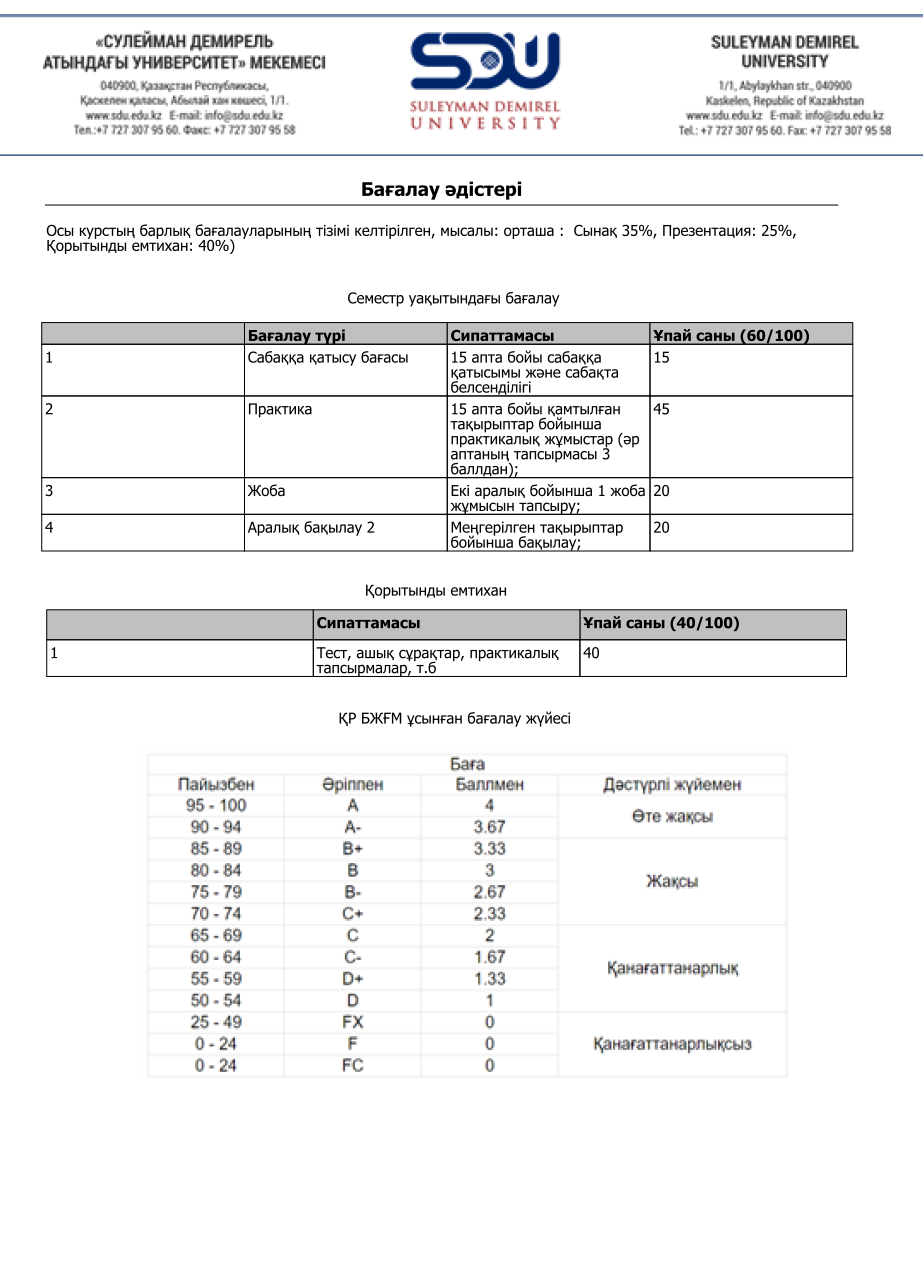 «СУЛЕЙМАН ДЕМИРЕЛЬ
АТЫНДАҒЫ УНИВЕРСИТЕТ» МЕКЕМЕСІ
040900, Қазақстан Республикасы,
Қаскелен қаласы, Абылай хан көшесі, 1/1.
www.sdu.edu.kz E-mail: info@sdu.edu.kz
Тел.:+7 727 307 95 60. Факс: +7 727 307 95 58
SDU
SULEYMAN DEMIREL
UNIVERSITY
SULEYMAN DEMIREL
UNIVERSITY
1/1, Abylaykhan str., 040900
Kaskelen, Republic of Kazakhstan
www.sdu.edu.kz E-mail: info@sdu.edu.kz
Tel.: +7 727 307 95 60. Fax: +7 727 307 95 58
Бағалау әдістері
Осы курстың барлық бағалауларының тізімі келтірілген, мысалы: орташа : Сынақ 35%, Презентация: 25%,
Қорытынды емтихан: 40%)
Семестр уақытындағы бағалау
Бағалау түрі Сипаттамасы Ұпай саны (60/100)
1 Сабаққа қатысу бағасы 15 апта бойы сабаққа 15
қатысымы және сабақта
белсенділігі
2 Практика 15 апта бойы қамтылған 45
тақырыптар бойынша
практикалық жұмыстар (әр
аптаның тапсырмасы 3
баллдан);
3 Жоба Екі аралық бойынша 1 жоба 20
жұмысын тапсыру;
4 Аралық бақылау 2 Меңгерілген тақырыптар 20
бойынша бақылау;
Қорытынды емтихан
Сипаттамасы Ұпай саны (40/100)
1 Тест, ашық сұрақтар, практикалық 40
тапсырмалар, т.б
ҚР БЖҒМ ұсынған бағалау жүйесі
Баға
Пайызбен Әріппен Баллмен Дәстүрлі жүйемен
95 - 100 A 4 Өте жақсы
90 - 94 A- 3.67
85 - 89 B+ 3.33 Жақсы
80 - 84 B 3
75 - 79 B- 2.67
70 - 74 C+ 2.33
65 - 69 C 2 Қанағаттанарлық
60 - 64 C- 1.67
55 - 59 D+ 1.33
50 - 54 D 1
25 - 49 FX 0 Қанағаттанарлықсыз
0 - 24 F 0
0 - 24 FC 0